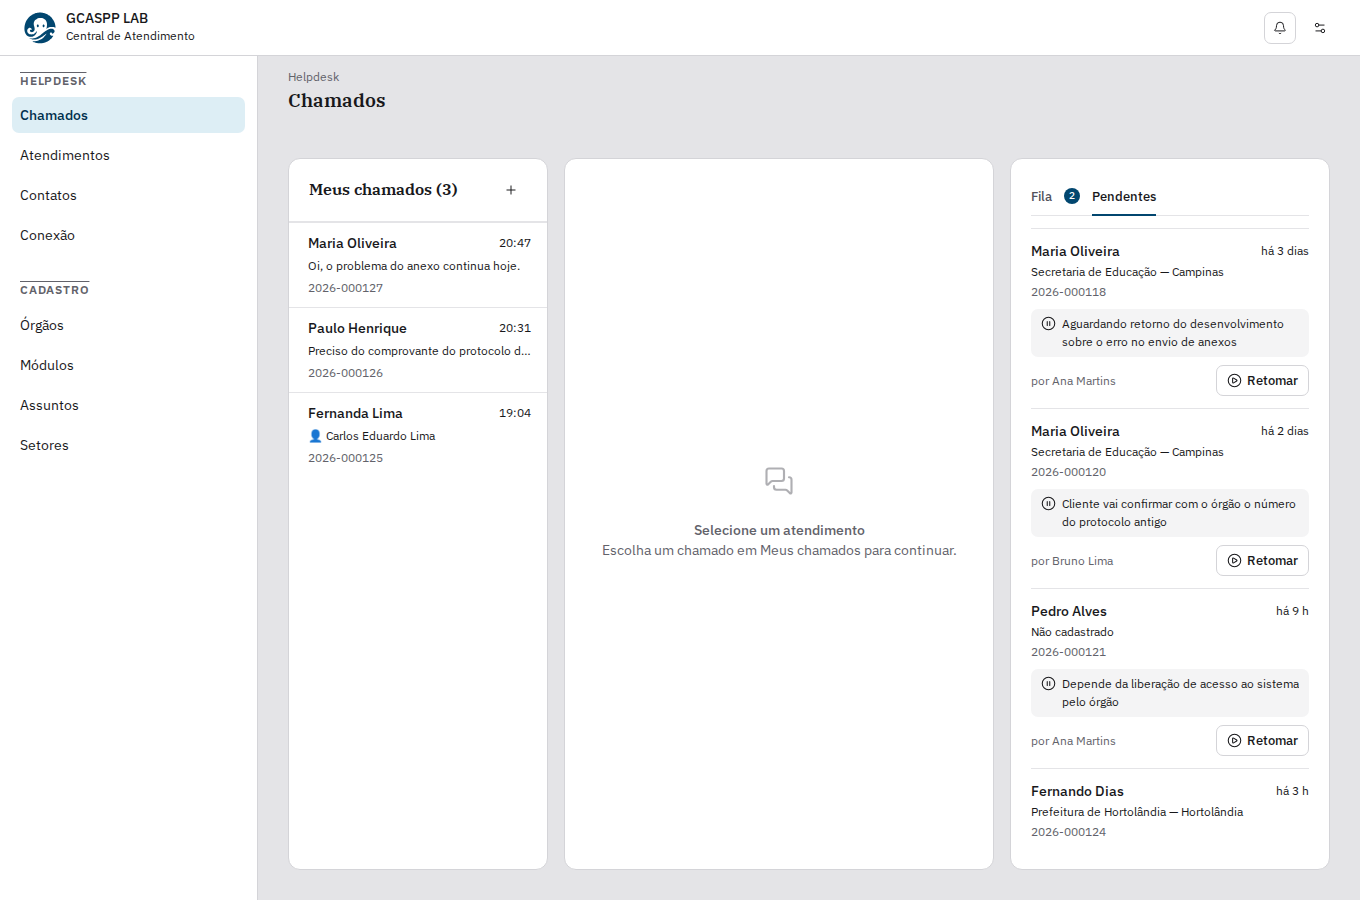 GCASPP LAB
Central de Atendimento
HELPDESK
Chamados
Atendimentos
Contatos
Conexão
CADASTRO
Órgãos
Módulos
Assuntos
Setores
Helpdesk
Chamados
Meus chamados (3)
Maria Oliveira 20:47
Oi, o problema do anexo continua hoje.
2026-000127
Paulo Henrique 20:31
Preciso do comprovante do protocolo d...
2026-000126
Fernanda Lima 19:04
👤 Carlos Eduardo Lima
2026-000125
Selecione um atendimento
Escolha um chamado em Meus chamados para continuar.
Fila 2 Pendentes
Maria Oliveira há 3 dias
Secretaria de Educação — Campinas
2026-000118
Aguardando retorno do desenvolvimento
sobre o erro no envio de anexos
por Ana Martins Retomar
Maria Oliveira há 2 dias
Secretaria de Educação — Campinas
2026-000120
Cliente vai confirmar com o órgão o número
do protocolo antigo
por Bruno Lima Retomar
Pedro Alves há 9 h
Não cadastrado
2026-000121
Depende da liberação de acesso ao sistema
pelo órgão
por Ana Martins Retomar
Fernando Dias há 3 h
Prefeitura de Hortolândia — Hortolândia
2026-000124